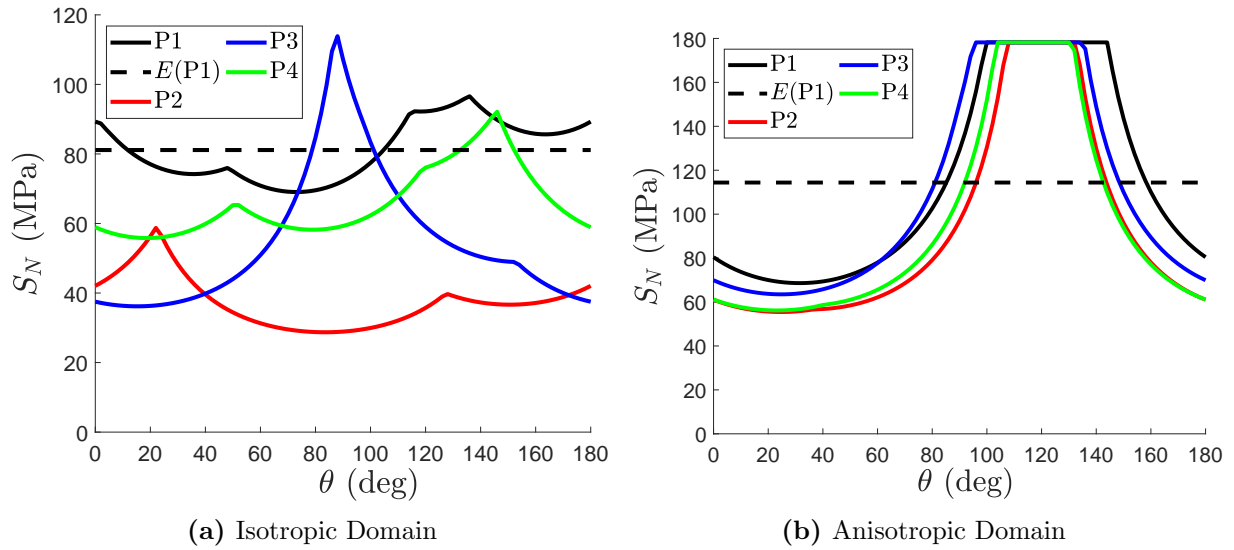 120
100
80
60
40
20
0
S_N (MPa)
P1
P3
E(P1)
P4
P2
0 20 40 60 80 100 120 140 160 180
θ (deg)
(a) Isotropic Domain
180
160
140
120
100
80
60
40
20
0
S_N (MPa)
P1
P3
E(P1)
P4
P2
0 20 40 60 80 100 120 140 160 180
θ (deg)
(b) Anisotropic Domain